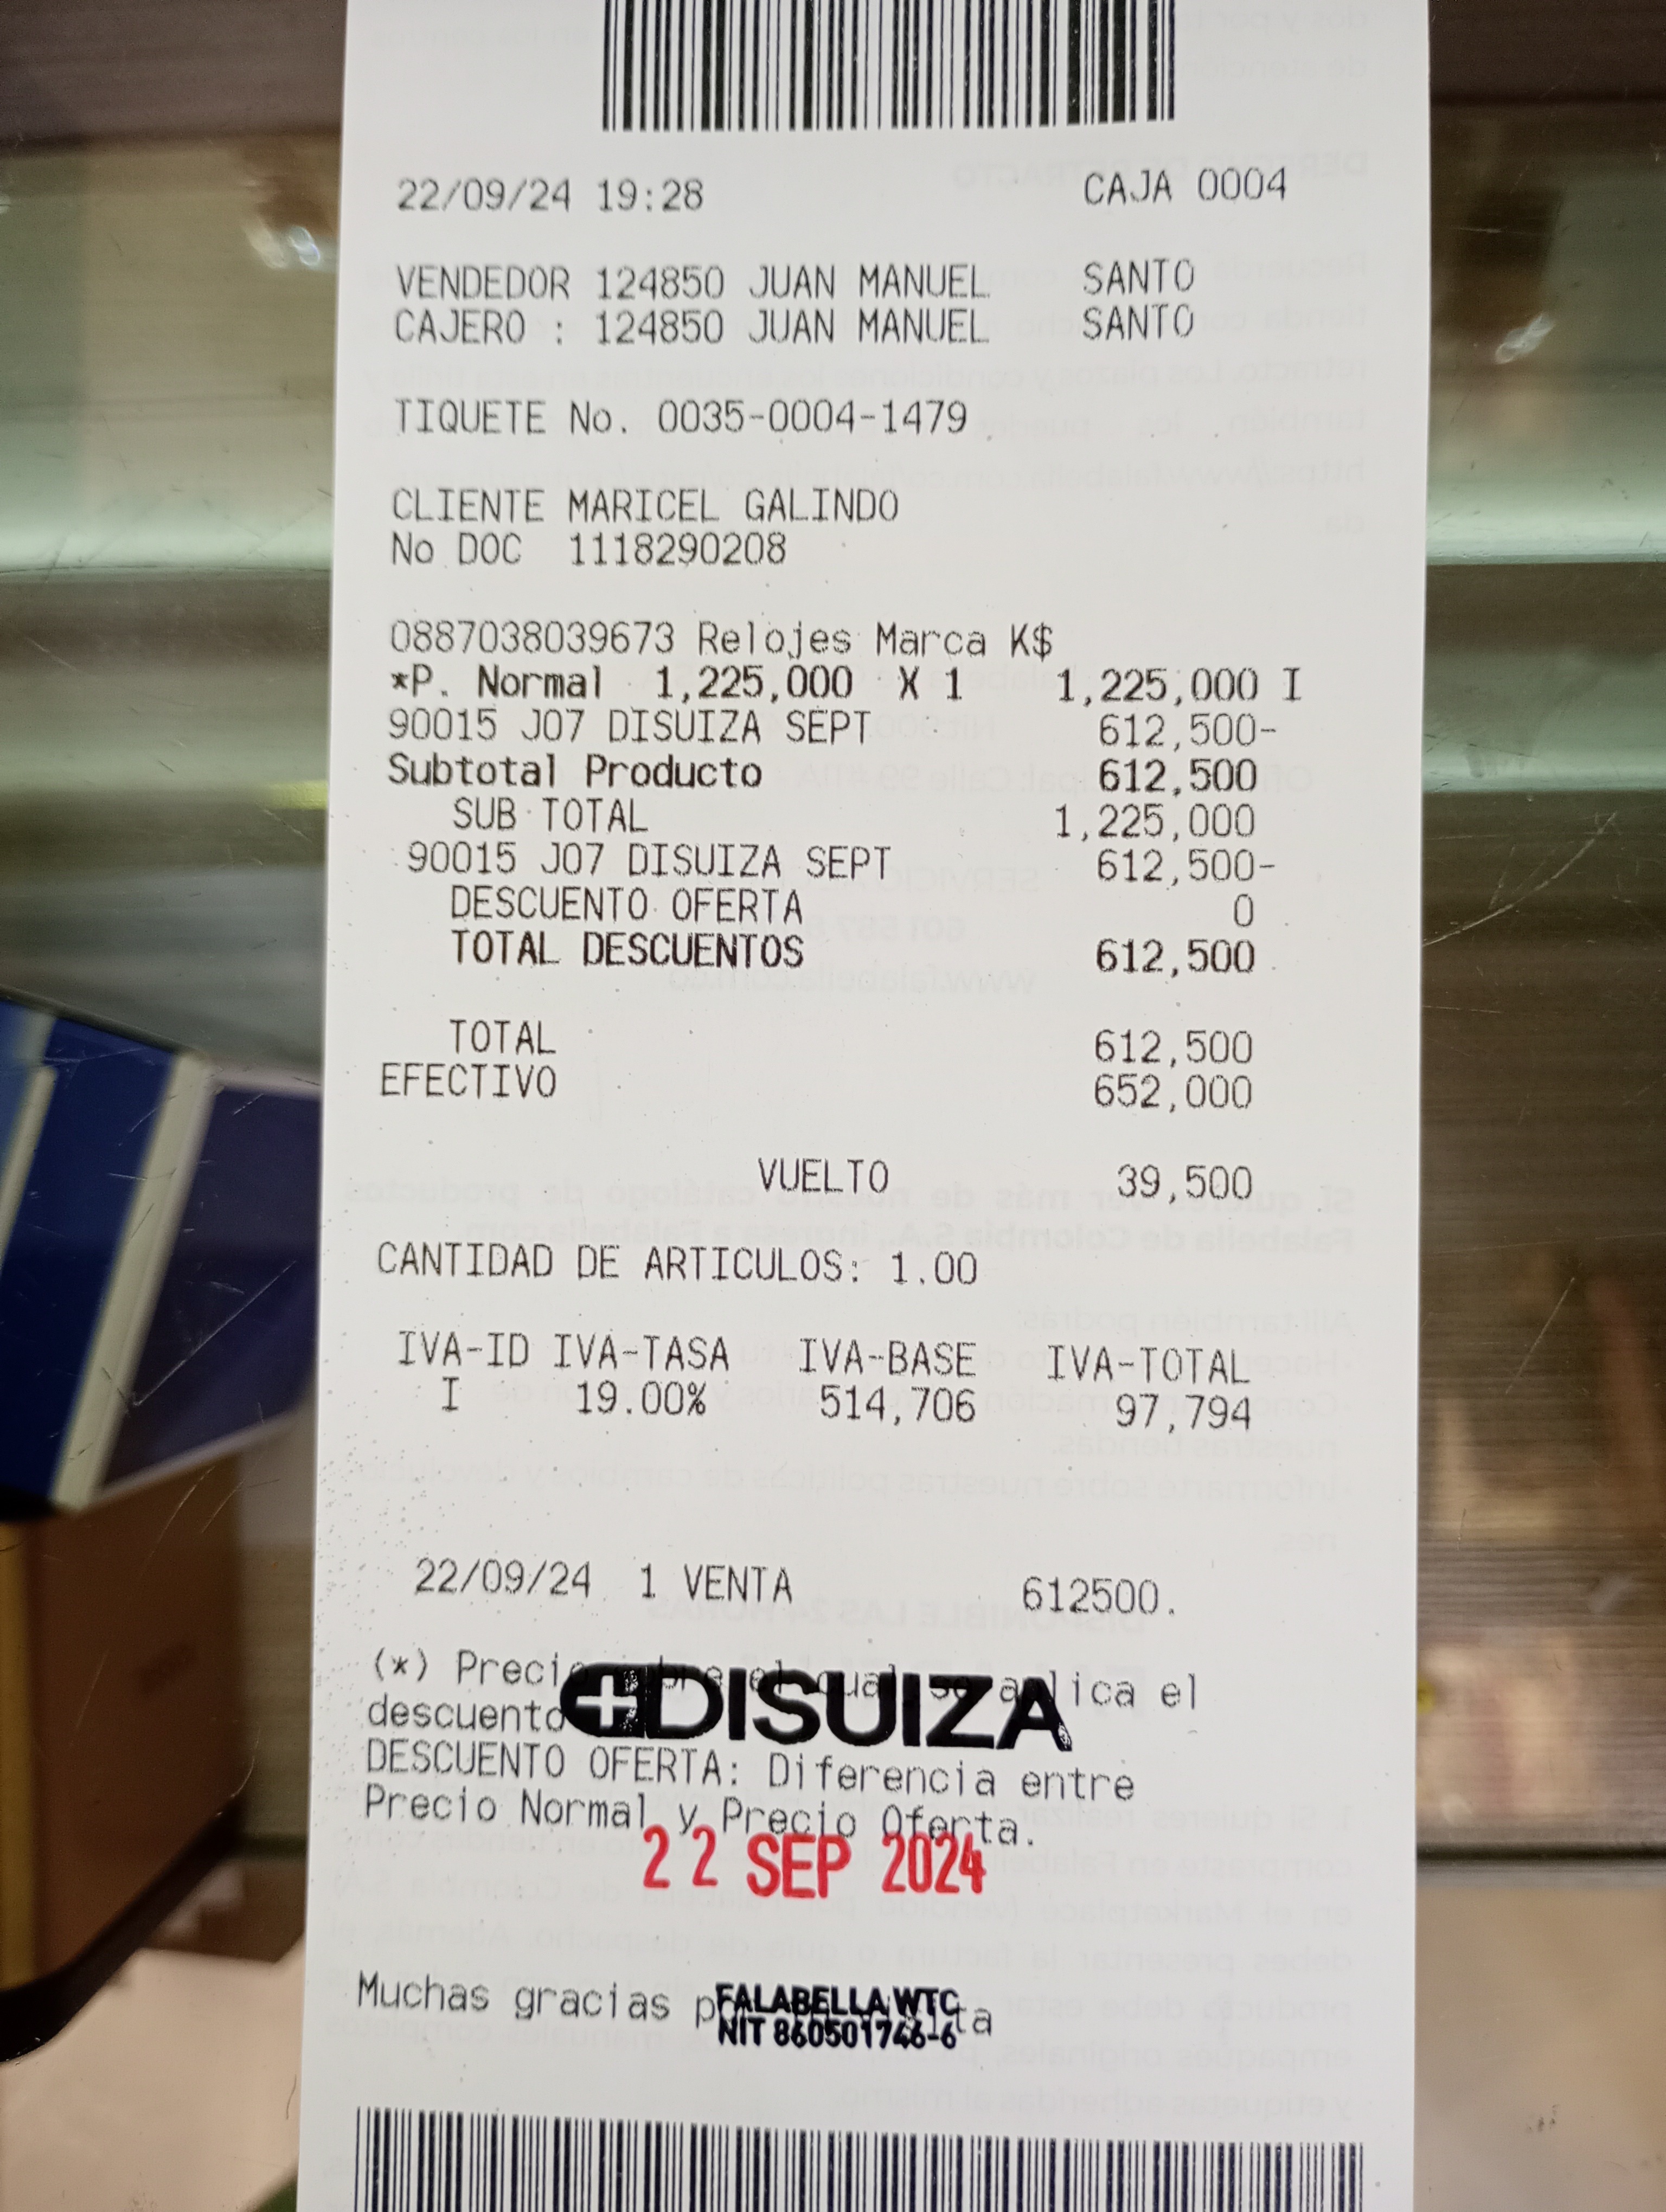 22/09/24 19:28 CAJA 0004
VENDEDOR 124850 JUAN MANUEL SANTO
CAJERO : 124850 JUAN MANUEL SANTO
TIQUETE No. 0035-0004-1479
CLIENTE MARICEL GALINDO
No DOC 1118290208
0887038039673 Relojes Marca K$
*P. Normal 1,225,000 X 1 1,225,000 I
90015 J07 DISUIZA SEPT 612,500-
Subtotal Producto 612,500
SUB TOTAL 1,225,000
90015 J07 DISUIZA SEPT 612,500-
DESCUENTO OFERTA 0
TOTAL DESCUENTOS 612,500
TOTAL 612,500
EFECTIVO 652,000
VUELTO 39,500
CANTIDAD DE ARTICULOS: 1.00
IVA-ID IVA-TASA IVA-BASE IVA-TOTAL
I 19.00% 514,706 97,794
22/09/24 1 VENTA 612500.
(*) Precio sobre el cual se aplica el
descuento
DISUIZA
DESCUENTO OFERTA: Diferencia entre
Precio Normal y Precio Oferta.
22 SEP 2024
Muchas gracias
FALABELLA WTC
NIT 860501746-6